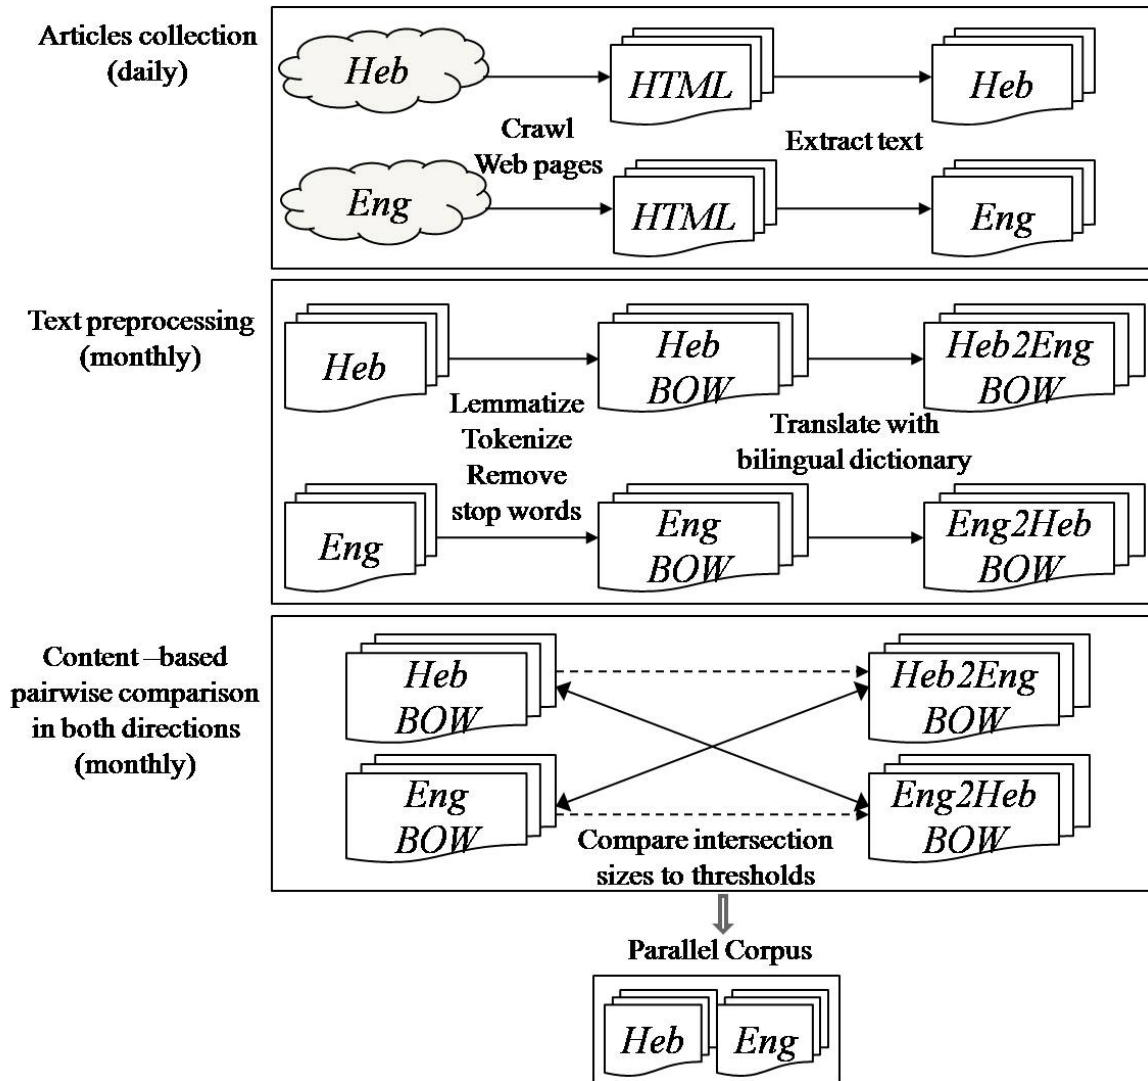 Articles collection
(daily)
Heb
HTML
Heb
Crawl
Web pages
Extract text
Eng
HTML
Eng
Text preprocessing
(monthly)
Heb
Heb
BOW
Heb2Eng
BOW
Lemmatize
Tokenize
Remove
stop words
Translate with
bilingual dictionary
Eng
Eng
BOW
Eng2Heb
BOW
Content –based
pairwise comparison
in both directions
(monthly)
Heb
BOW
Heb2Eng
BOW
Eng
BOW
Eng2Heb
BOW
Compare intersection
sizes to thresholds
Parallel Corpus
Heb
Eng